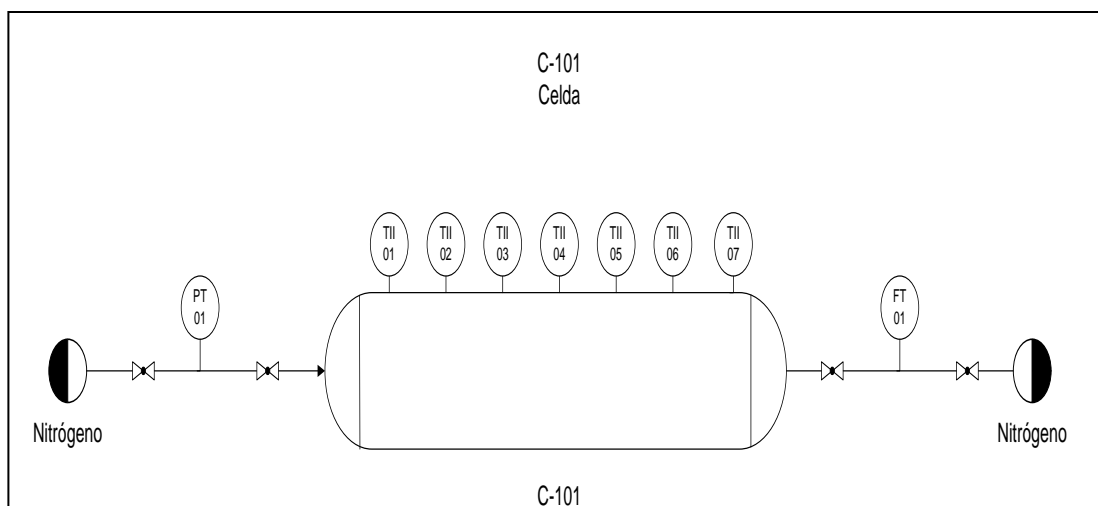 C-101
Celda
TII
01
TII
02
TII
03
TII
04
TII
05
TII
06
TII
07
PT
01
FT
01
Nitrógeno
Nitrógeno
C-101